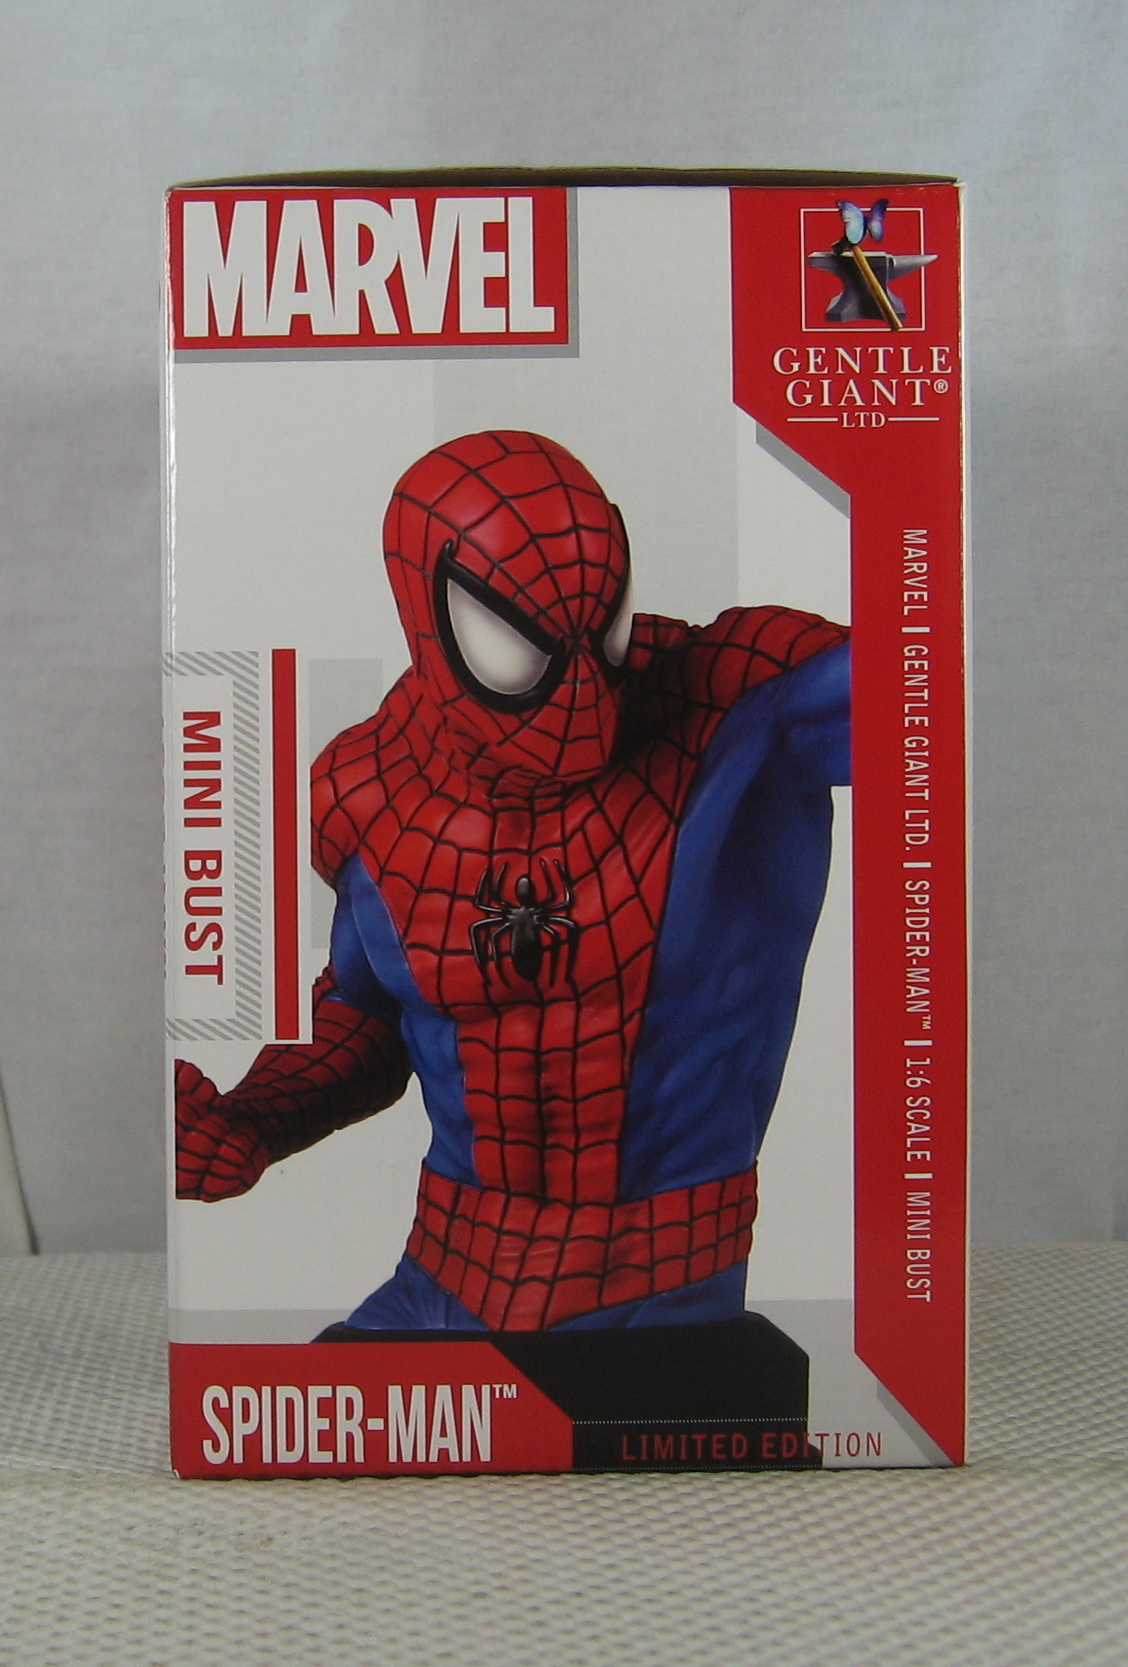 MARVEL
GENTLE
GIANT®
LTD
MARVEL | GENTLE GIANT LTD. | SPIDER-MAN™ | 1:6 SCALE | MINI BUST
MINI BUST
SPIDER-MAN™
LIMITED EDITION